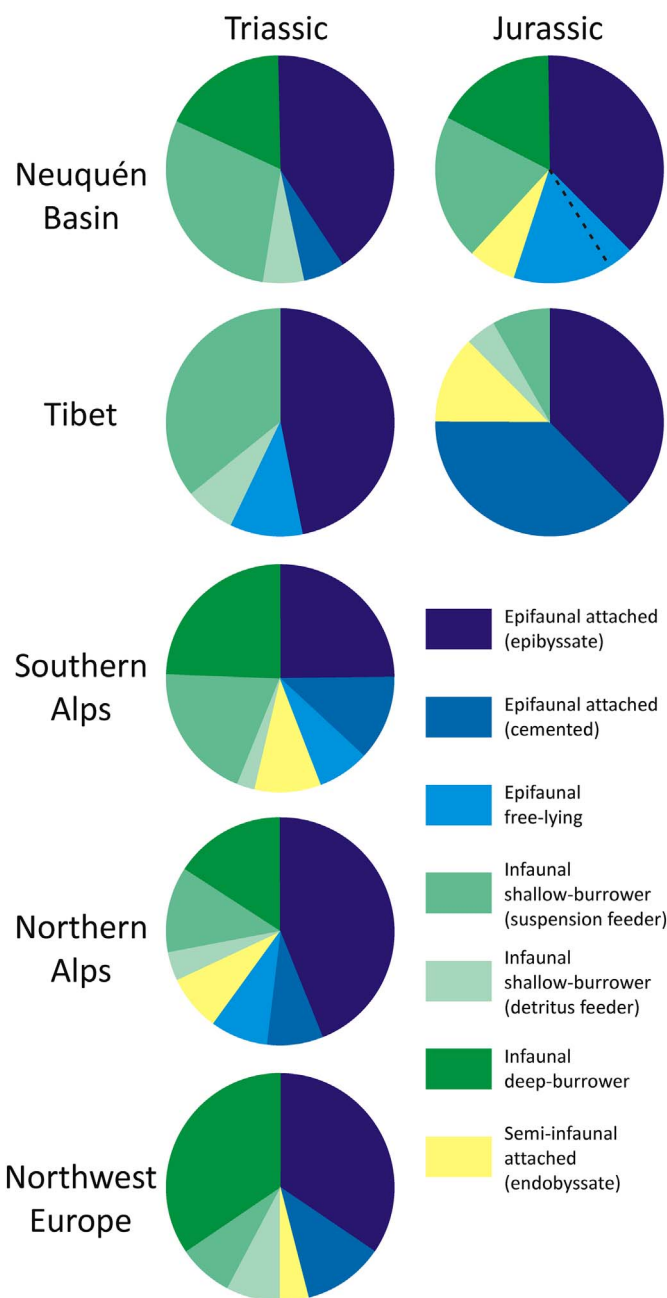 Triassic
Jurassic
Neuquén
Basin
Tibet
Southern
Alps
Northern
Alps
Northwest
Europe
Epifaunal attached
(epibyssate)
Epifaunal attached
(cemented)
Epifaunal
free-lying
Infaunal
shallow-burrower
(suspension feeder)
Infaunal
shallow-burrower
(detritus feeder)
Infaunal
deep-burrower
Semi-infaunal
attached
(endobyssate)